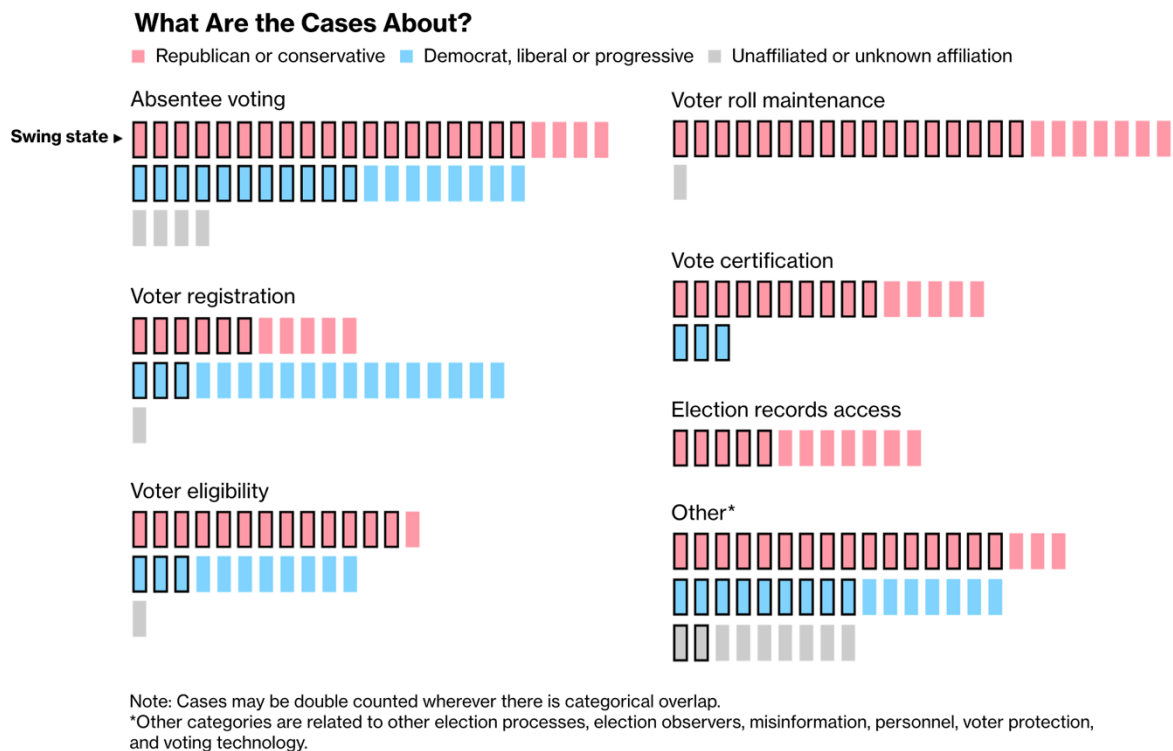 What Are the Cases About?
Republican or conservative Democrat, liberal or progressive Unaffiliated or unknown affiliation
Absentee voting
Swing state ▸
Voter registration
Voter eligibility
Voter roll maintenance
Vote certification
Election records access
Other*
Note: Cases may be double counted wherever there is categorical overlap.
*Other categories are related to other election processes, election observers, misinformation, personnel, voter protection,
and voting technology.